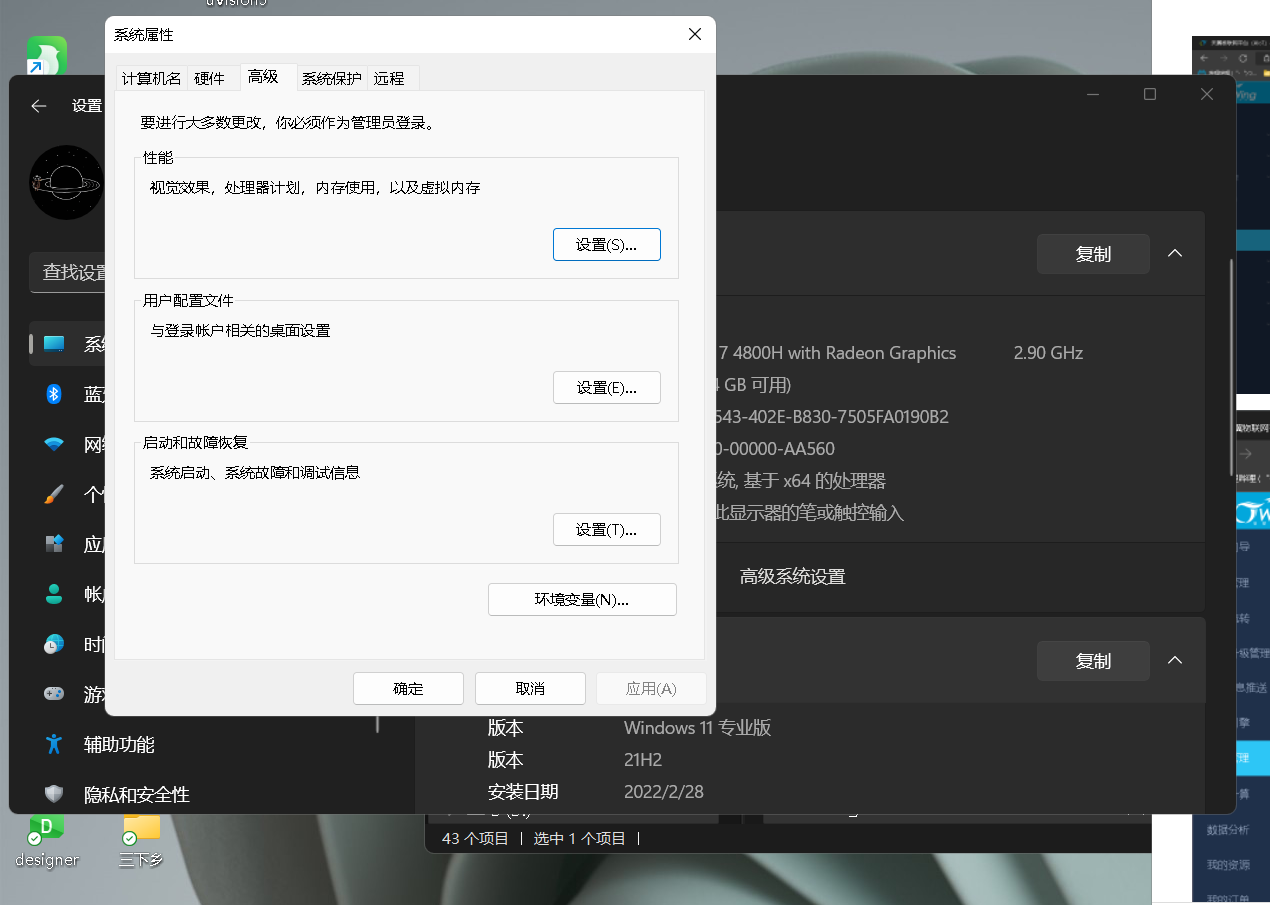 uVision5
系统属性
计算机名 硬件 高级 系统保护 远程
要进行大多数更改，你必须作为管理员登录。
性能
视觉效果，处理器计划，内存使用，以及虚拟内存
设置(S)...
用户配置文件
与登录帐户相关的桌面设置
设置(E)...
启动和故障恢复
系统启动、系统故障和调试信息
设置(T)...
环境变量(N)...
确定 取消 应用(A)
设置
查找设置
系
蓝
网
个
应
帐
时
游
辅助功能
隐私和安全性
复制
7 4800H with Radeon Graphics 2.90 GHz
GB 可用)
543-402E-B830-7505FA0190B2
0-00000-AA560
统, 基于 x64 的处理器
此显示器的笔或触控输入
高级系统设置
复制
版本 Windows 11 专业版
版本 21H2
安装日期 2022/2/28
43 个项目 选中 1 个项目
designer
三下乡
数据分析
我的资源
我的订单